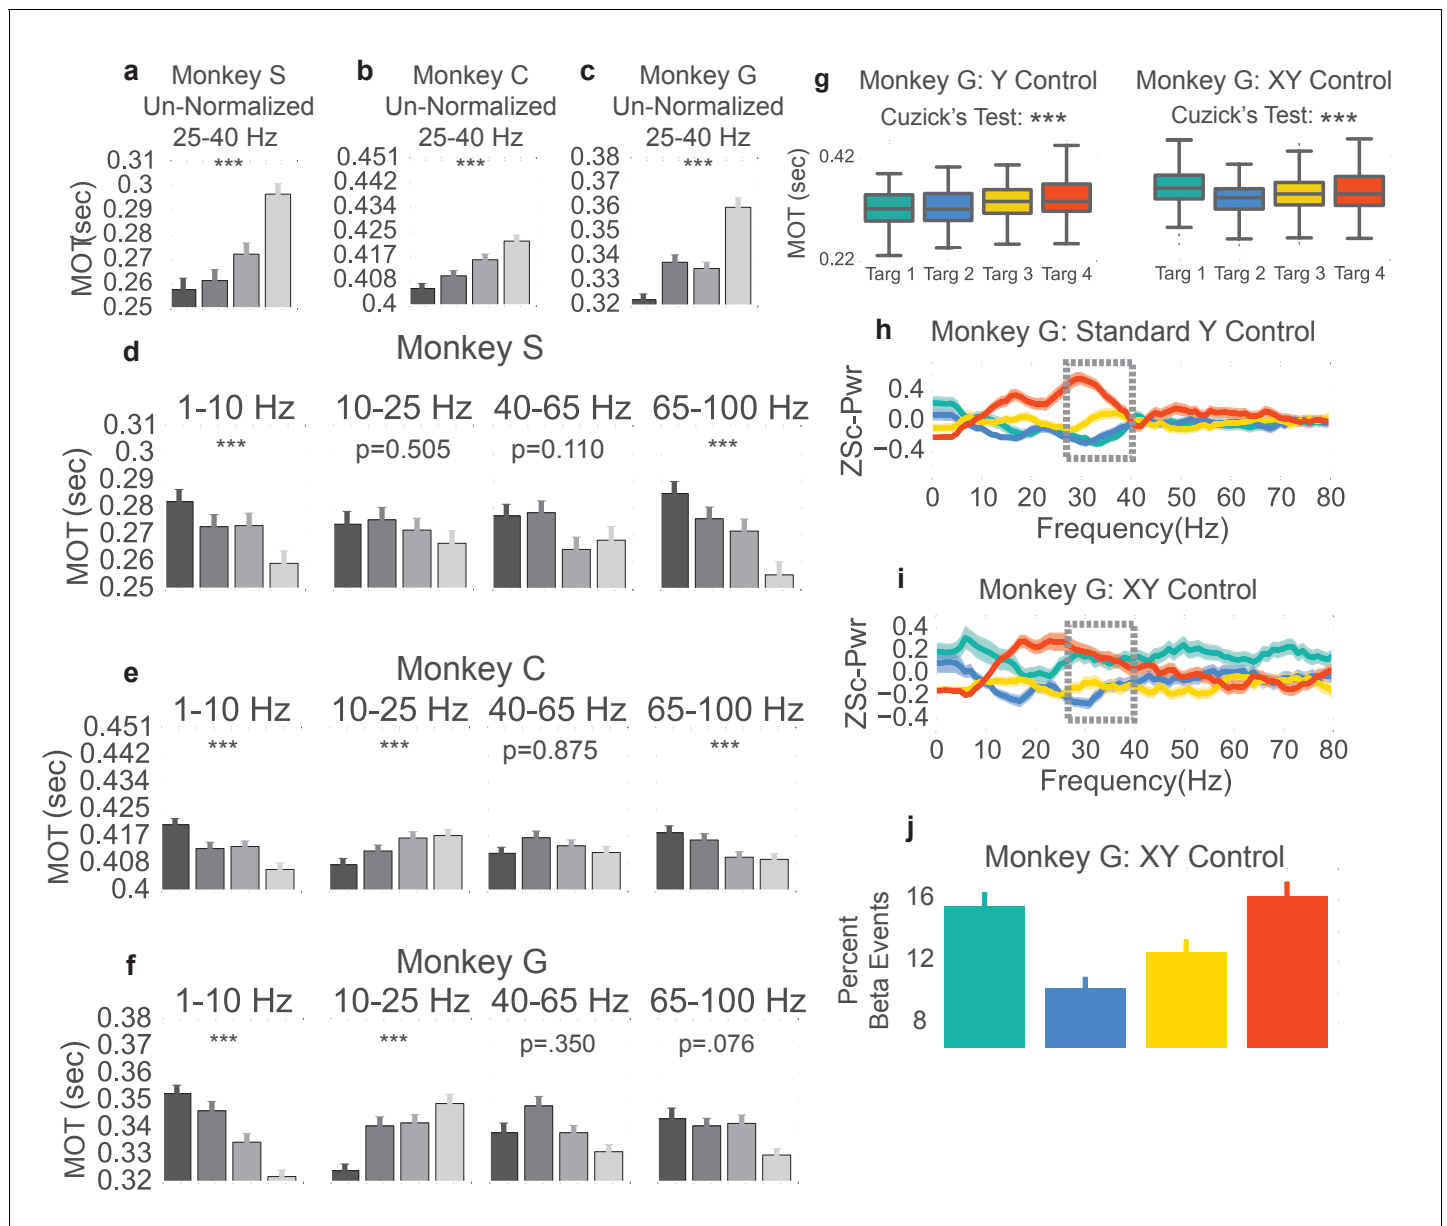 a
Monkey S
Un-Normalized
25-40 Hz
***
0.31
0.3
0.29
0.28
0.27
0.26
0.25
MOT (sec)
b
Monkey C
Un-Normalized
25-40 Hz
***
0.451
0.442
0.434
0.425
0.417
0.408
0.4
c
Monkey G
Un-Normalized
25-40 Hz
***
0.38
0.37
0.36
0.35
0.34
0.33
0.32
d
Monkey S
1-10 Hz
10-25 Hz
40-65 Hz
65-100 Hz
***
p=0.505
p=0.110
***
0.31
0.3
0.29
0.28
0.27
0.26
0.25
MOT (sec)
e
Monkey C
1-10 Hz
10-25 Hz
40-65 Hz
65-100 Hz
***
***
p=0.875
***
0.451
0.442
0.434
0.425
0.417
0.408
0.4
MOT (sec)
f
Monkey G
1-10 Hz
10-25 Hz
40-65 Hz
65-100 Hz
***
***
p=.350
p=.076
0.38
0.37
0.36
0.35
0.34
0.33
0.32
MOT (sec)
g
Monkey G: Y Control
Cuzick's Test: ***
Monkey G: XY Control
Cuzick's Test: ***
0.42
0.22
MOT (sec)
Targ 1 Targ 2 Targ 3 Targ 4
Targ 1 Targ 2 Targ 3 Targ 4
h
Monkey G: Standard Y Control
ZSc-Pwr
0.4
0.0
−0.4
0 10 20 30 40 50 60 70 80
Frequency(Hz)
i
Monkey G: XY Control
ZSc-Pwr
0.4
0.2
0.0
−0.2
−0.4
0 10 20 30 40 50 60 70 80
Frequency(Hz)
j
Monkey G: XY Control
Percent
Beta Events
16
12
8